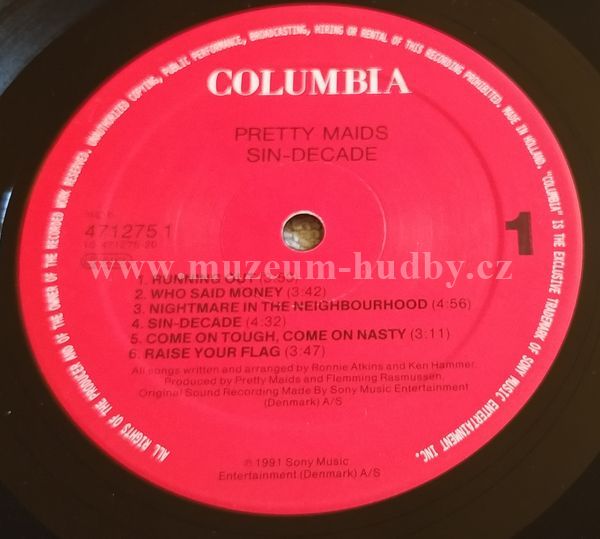 ALL RIGHTS OF THE PRODUCER AND OF THE OWNER OF THE RECORDED WORK RESERVED. UNAUTHORIZED COPYING, PUBLIC PERFORMANCE, BROADCASTING, HIRING OR RENTAL OF THIS RECORDING PROHIBITED. MADE IN HOLLAND. "COLUMBIA" IS THE EXCLUSIVE TRADEMARK OF SONY MUSIC ENTERTAINMENT INC.
COLUMBIA
PRETTY MAIDS
SIN-DECADE
471275 1
10-471275-20
1
www.muzeum-hudby.cz
1. RUNNING OUT
2. WHO SAID MONEY (3:42)
3. NIGHTMARE IN THE NEIGHBOURHOOD (4:56)
4. SIN-DECADE (4:32)
5. COME ON TOUGH, COME ON NASTY (3:11)
6. RAISE YOUR FLAG (3:47)
All songs written and arranged by Ronnie Atkins and Ken Hammer.
Produced by Pretty Maids and Flemming Rasmussen.
Original Sound Recording Made By Sony Music Entertainment
(Denmark) A/S
℗ 1991 Sony Music
Entertainment (Denmark) A/S